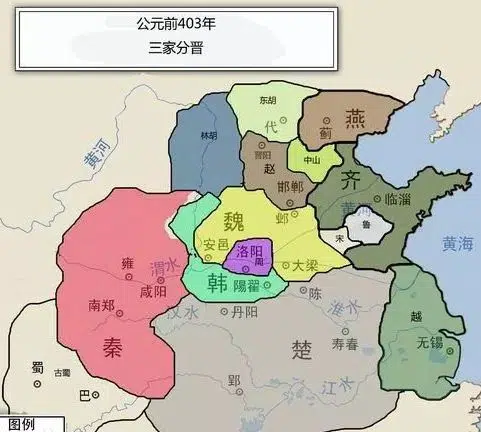 公元前403年
三家分晋
东胡
代
燕
蓟
林胡
晋阳
赵
中山
黄河
邯郸
齐
临淄
魏
邺
黄河
鲁
宋
黄海
安邑
洛阳
周
大梁
雍
渭水
咸阳
韩
陽翟
陈
南郑
汉水
丹阳
淮水
越
秦
楚
寿春
无锡
蜀
古蜀
巴
郢
江水
图例